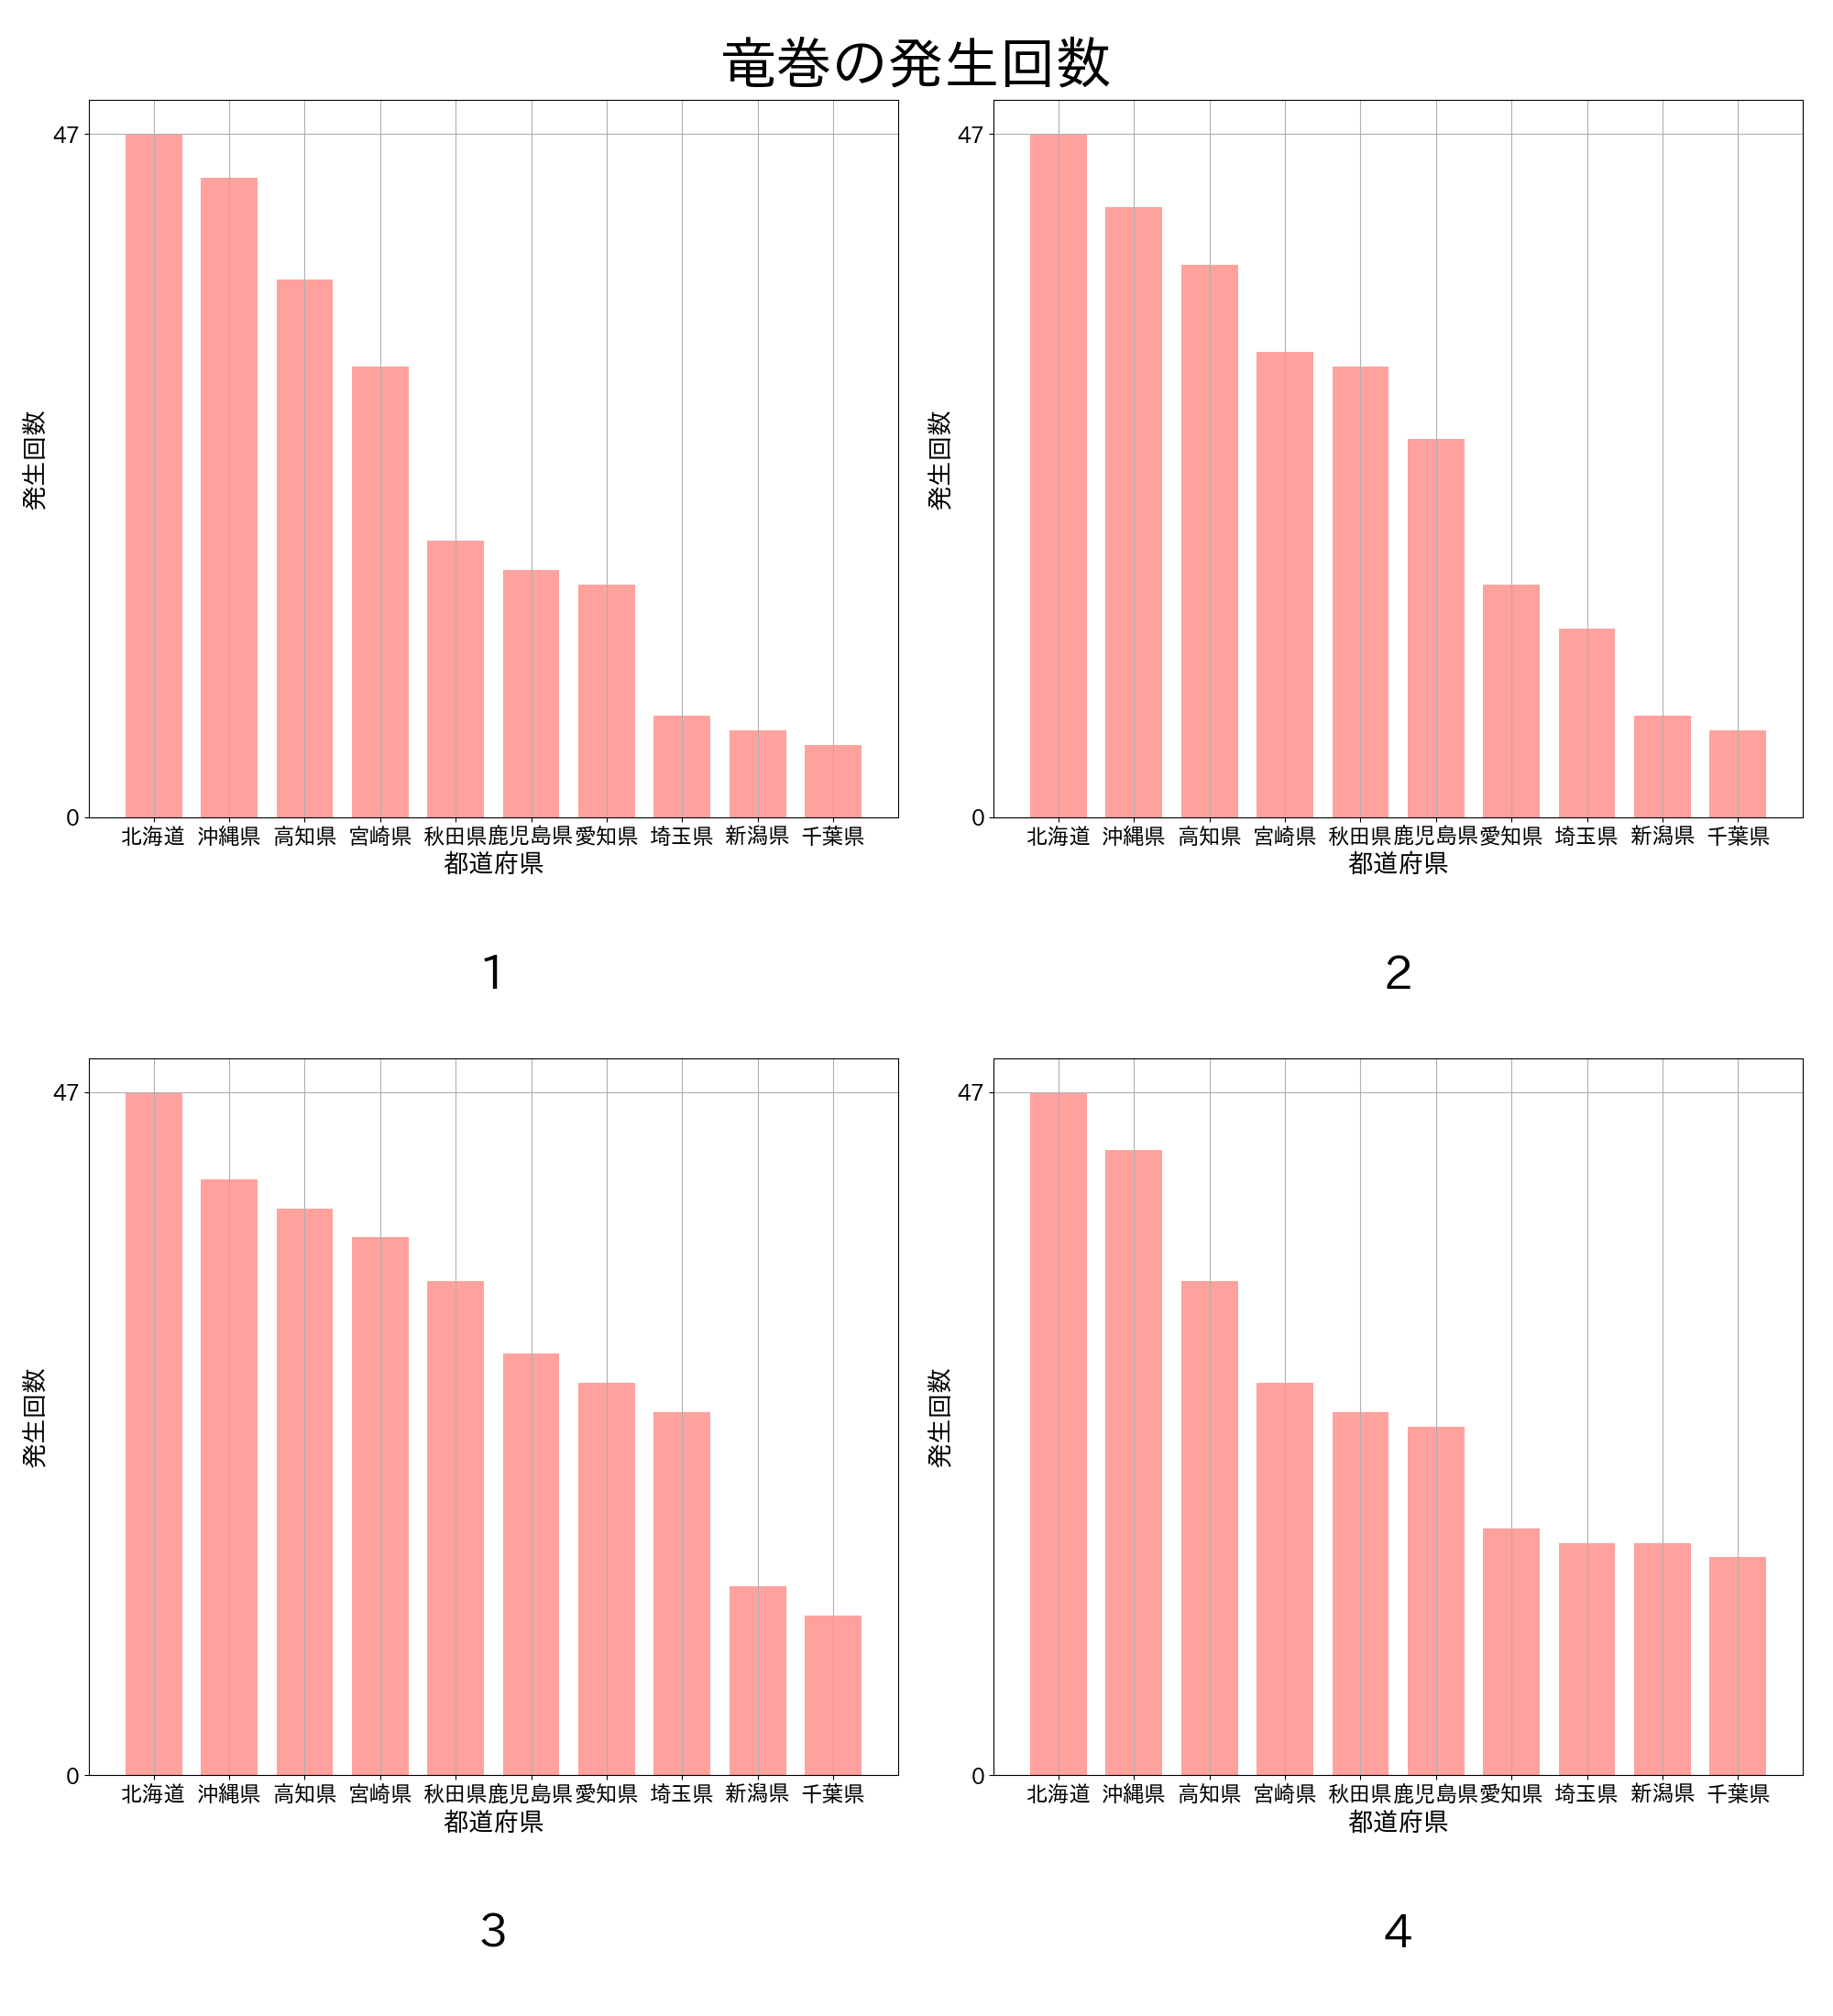 竜巻の発生回数
47
0
発生回数
北海道 沖縄県 高知県 宮崎県 秋田県 鹿児島県 愛知県 埼玉県 新潟県 千葉県
都道府県
1
47
0
発生回数
北海道 沖縄県 高知県 宮崎県 秋田県 鹿児島県 愛知県 埼玉県 新潟県 千葉県
都道府県
2
47
0
発生回数
北海道 沖縄県 高知県 宮崎県 秋田県 鹿児島県 愛知県 埼玉県 新潟県 千葉県
都道府県
3
47
0
発生回数
北海道 沖縄県 高知県 宮崎県 秋田県 鹿児島県 愛知県 埼玉県 新潟県 千葉県
都道府県
4